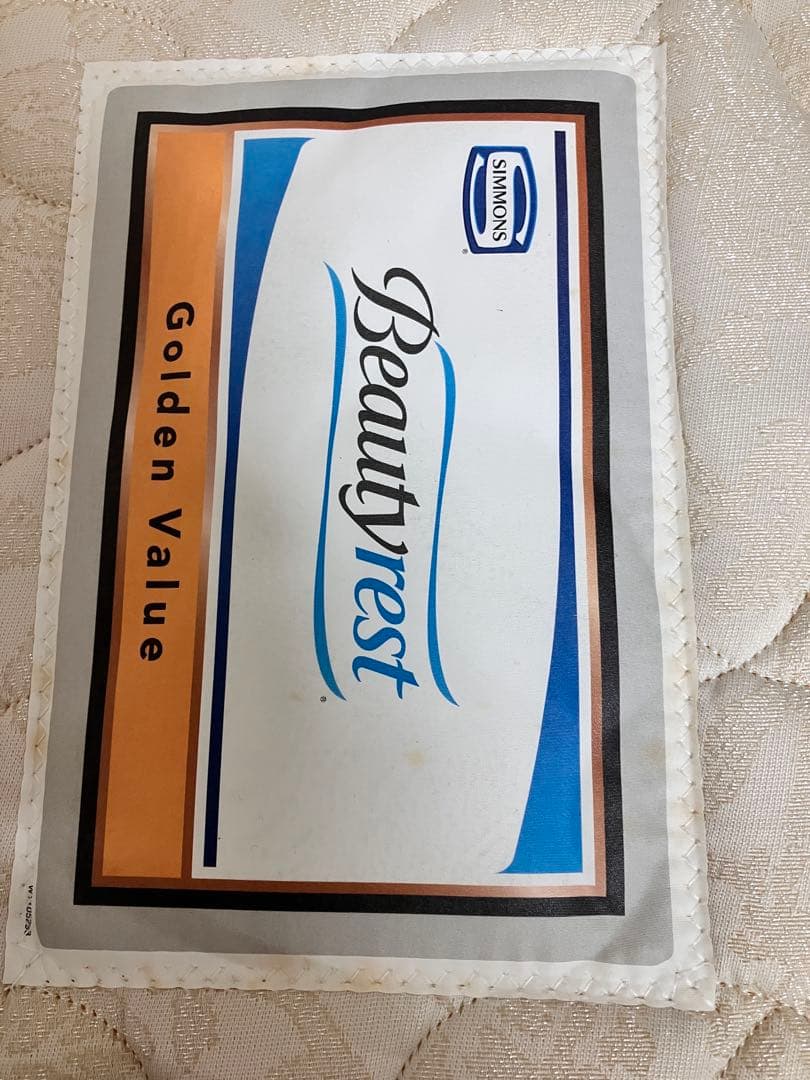 SIMMONS
®
Beautyrest
®
Golden Value